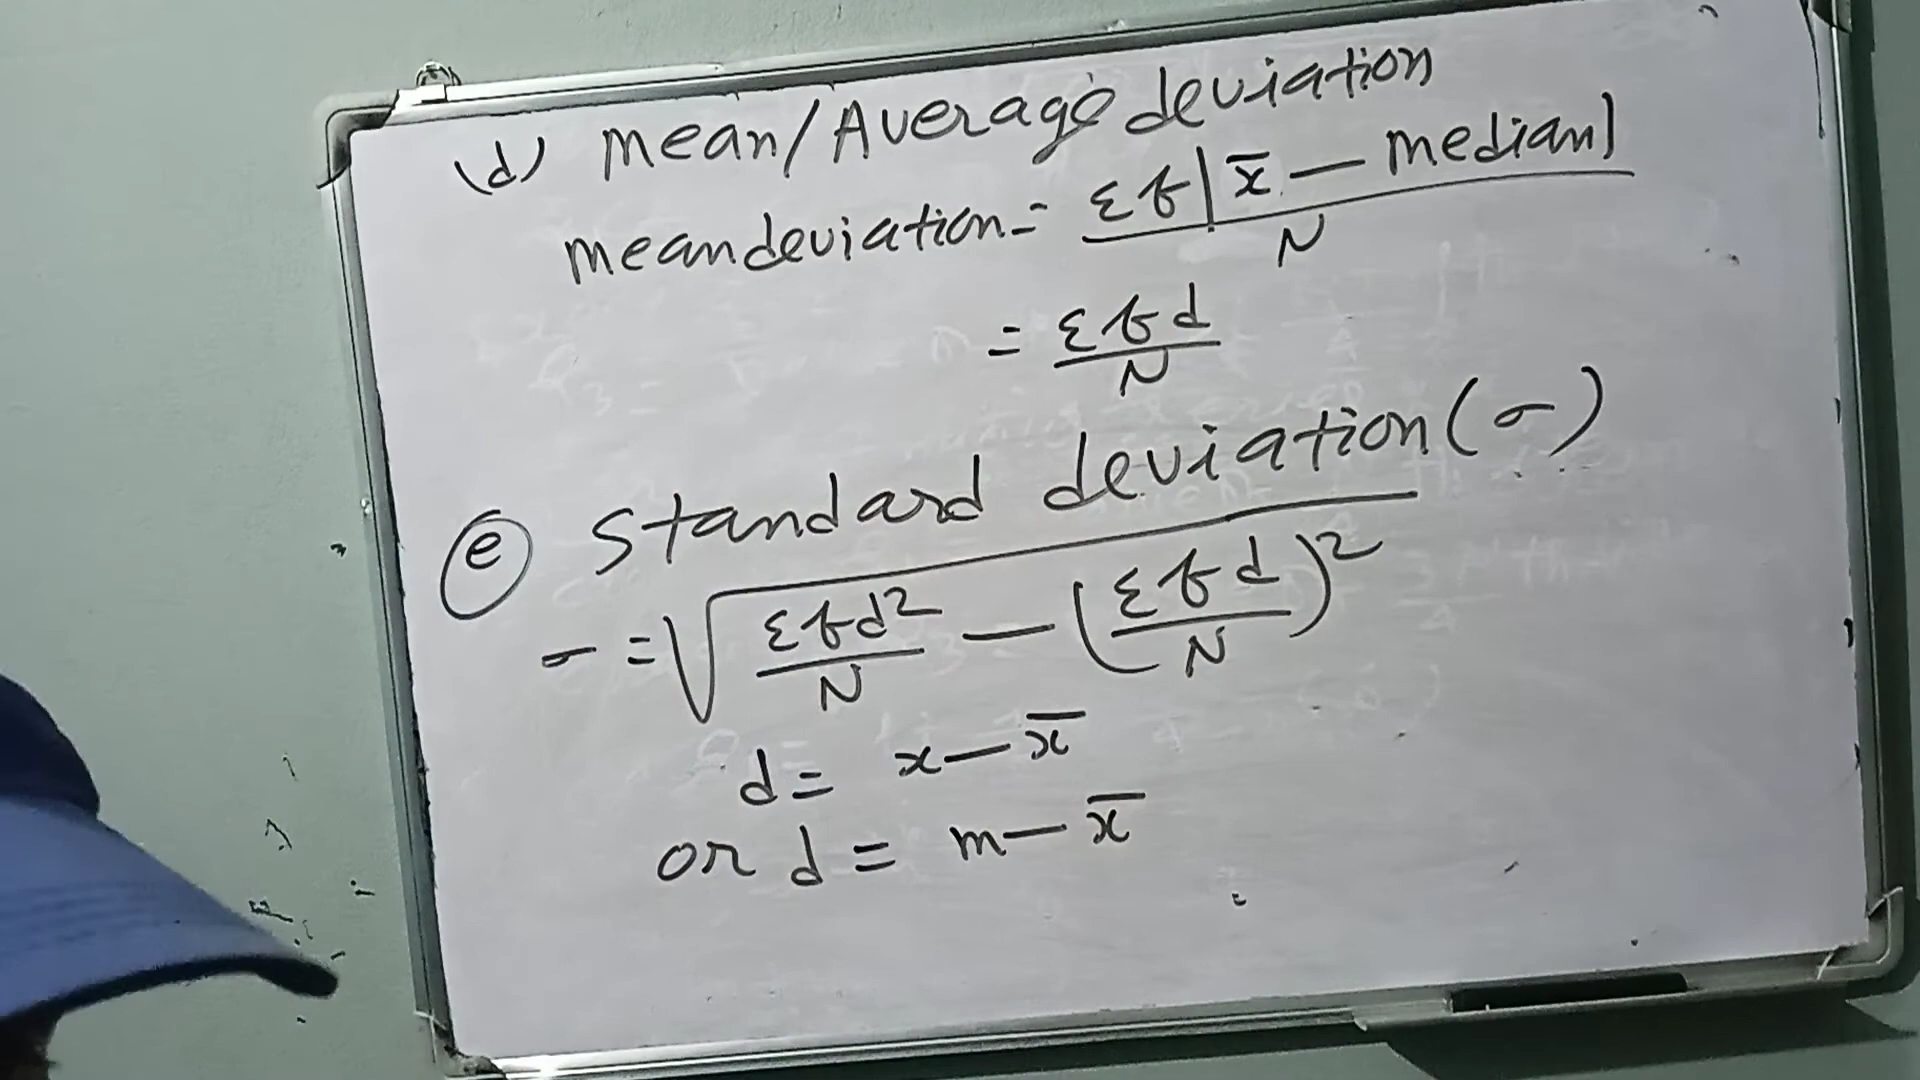 (d) Mean/Average deviation
meandeviation = Σf|x̄ - median| / N
= Σfd / N
(e) Standard deviation (σ)
σ = √(Σfd² / N - (Σfd / N)²)
d = x - x̄
or d = m - x̄